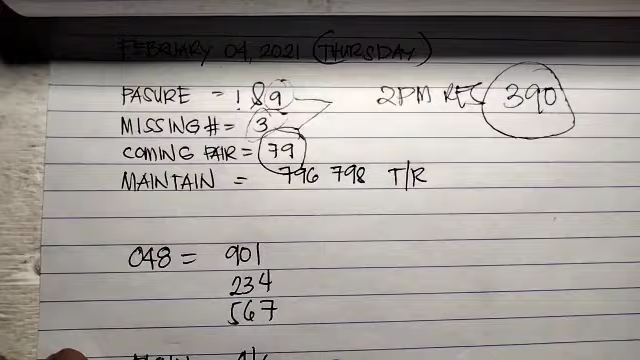 FEBRUARY 04, 2021 (THURSDAY)
PASURE = ! 89 2PM RES 390
MISSING # = 3
COMING PAIR = 79
MAINTAIN = 796 798 T/R
048 = 901
234
567